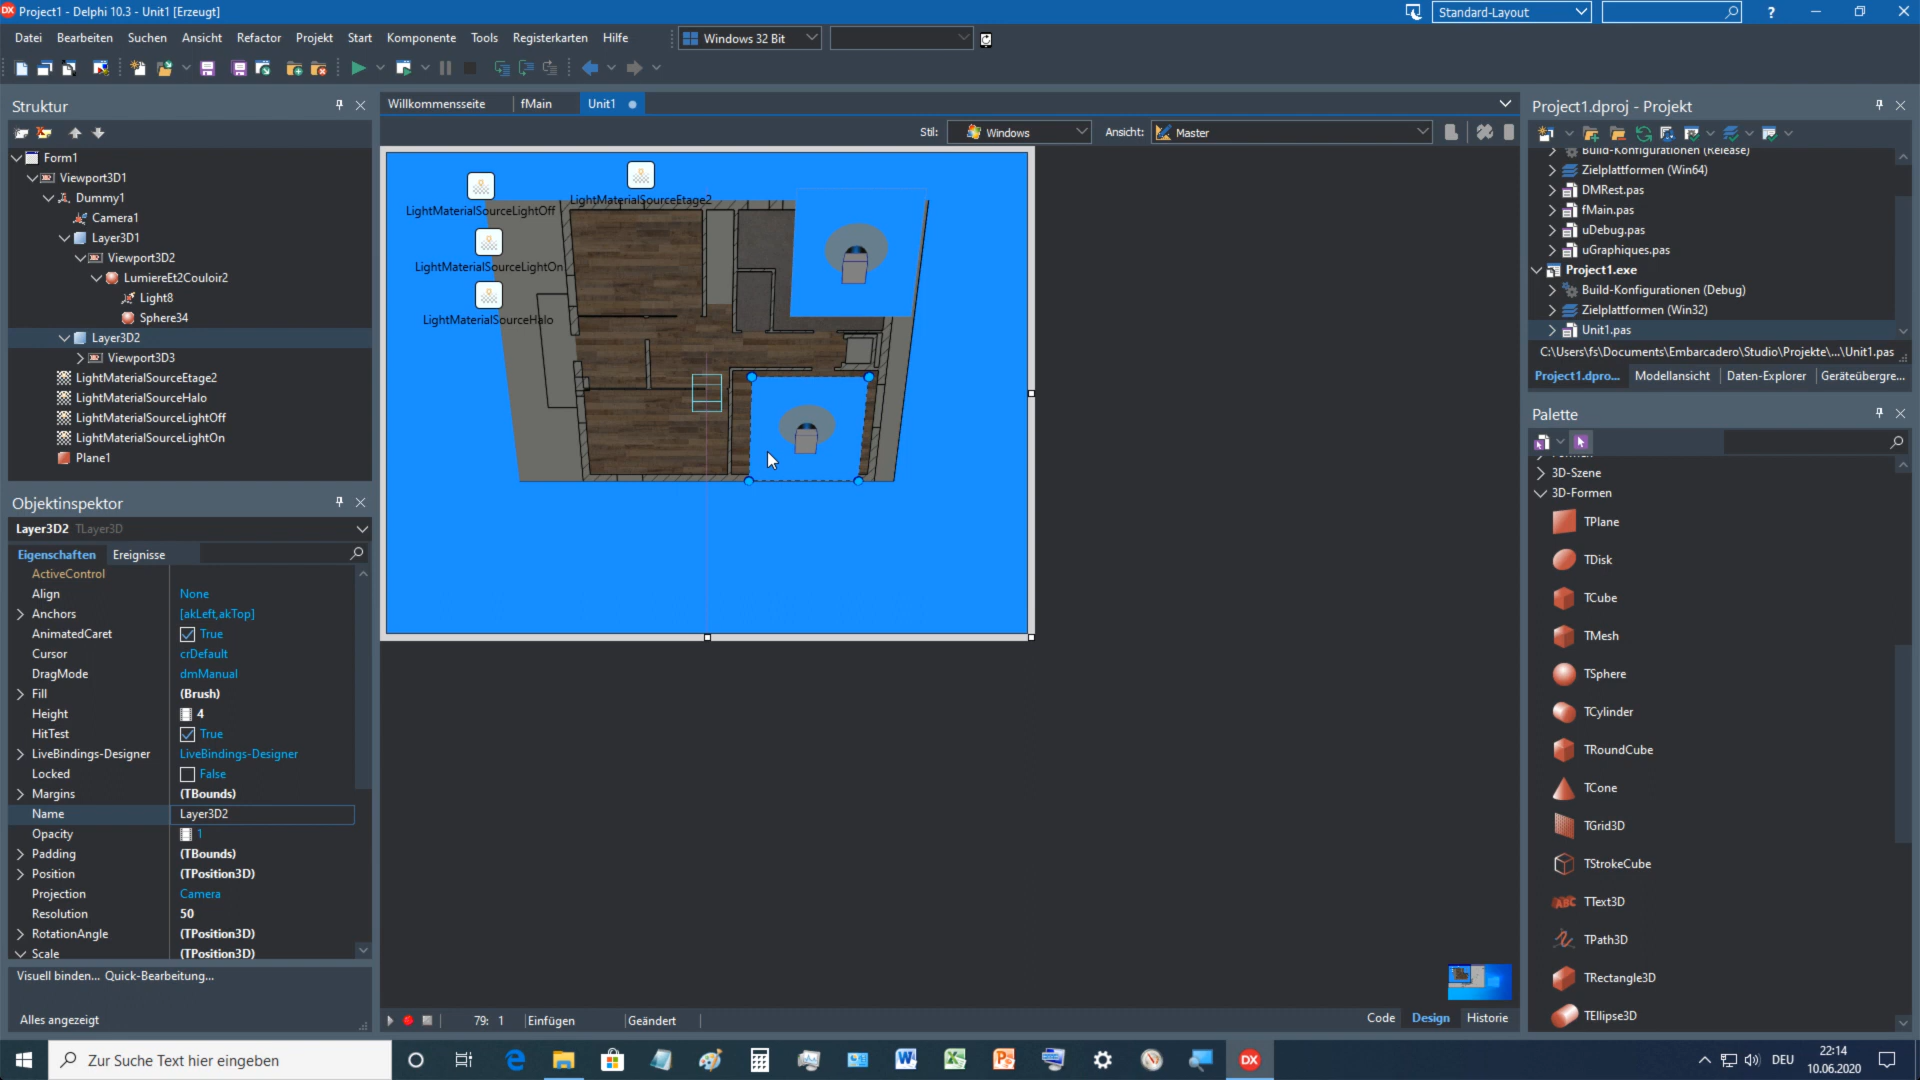 Project1 - Delphi 10.3 - Unit1 [Erzeugt]
Standard-Layout
Datei Bearbeiten Suchen Ansicht Refactor Projekt Start Komponente Tools Registerkarten Hilfe
Windows 32 Bit
Struktur
Form1
Viewport3D1
Dummy1
Camera1
Layer3D1
Viewport3D2
LumiereEt2Couloir2
Light8
Sphere34
Layer3D2
Viewport3D3
LightMaterialSourceEtage2
LightMaterialSourceHalo
LightMaterialSourceLightOff
LightMaterialSourceLightOn
Plane1
Objektinspektor
Layer3D2 TLayer3D
Eigenschaften Ereignisse
ActiveControl
Align None
Anchors [akLeft,akTop]
AnimatedCaret True
Cursor crDefault
DragMode dmManual
Fill (Brush)
Height 4
HitTest True
LiveBindings-Designer LiveBindings-Designer
Locked False
Margins (TBounds)
Name Layer3D2
Opacity 1
Padding (TBounds)
Position (TPosition3D)
Projection Camera
Resolution 50
RotationAngle (TPosition3D)
Scale (TPosition3D)
Visuell binden... Quick-Bearbeitung...
Alles angezeigt
Willkommensseite fMain Unit1
Stil: Windows Ansicht: Master
LightMaterialSourceEtage2
LightMaterialSourceLightOff
LightMaterialSourceLightOn
LightMaterialSourceHalo
79: 1 Einfügen Geändert
Code Design Historie
Project1.dproj - Projekt
Build-Konfigurationen (Release)
Zielplattformen (Win64)
DMRest.pas
fMain.pas
uDebug.pas
uGraphiques.pas
Project1.exe
Build-Konfigurationen (Debug)
Zielplattformen (Win32)
Unit1.pas
C:\Users\fs\Documents\Embarcadero\Studio\Projekte\...\Unit1.pas
Project1.dpro... Modellansicht Daten-Explorer Geräteübergre...
Palette
3D-Szene
3D-Formen
TPlane
TDisk
TCube
TMesh
TSphere
TCylinder
TRoundCube
TCone
TGrid3D
TStrokeCube
TText3D
TPath3D
TRectangle3D
TEllipse3D
Zur Suche Text hier eingeben
DX
DEU
22:14
10.06.2020